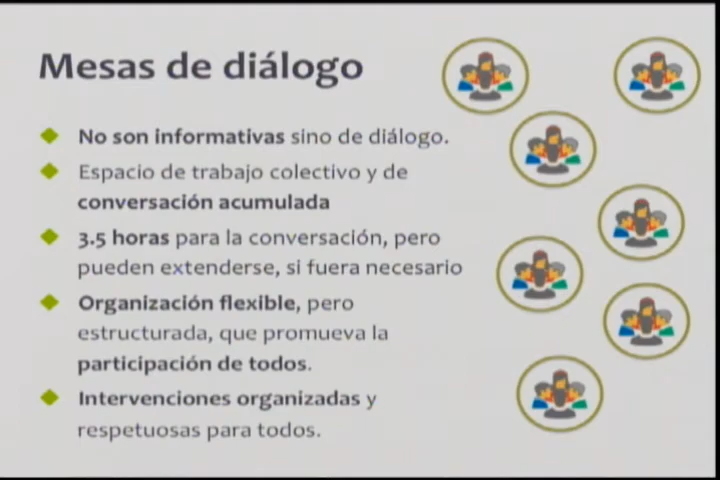 Mesas de diálogo
No son informativas sino de diálogo.
Espacio de trabajo colectivo y de
conversación acumulada
3.5 horas para la conversación, pero
pueden extenderse, si fuera necesario
Organización flexible, pero
estructurada, que promueva la
participación de todos.
Intervenciones organizadas y
respetuosas para todos.